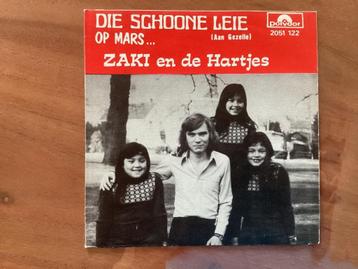 DIE SCHOONE LEIE
OP MARS... (Aan Gezelle)
polydor
2051 122
ZAKI en de Hartjes